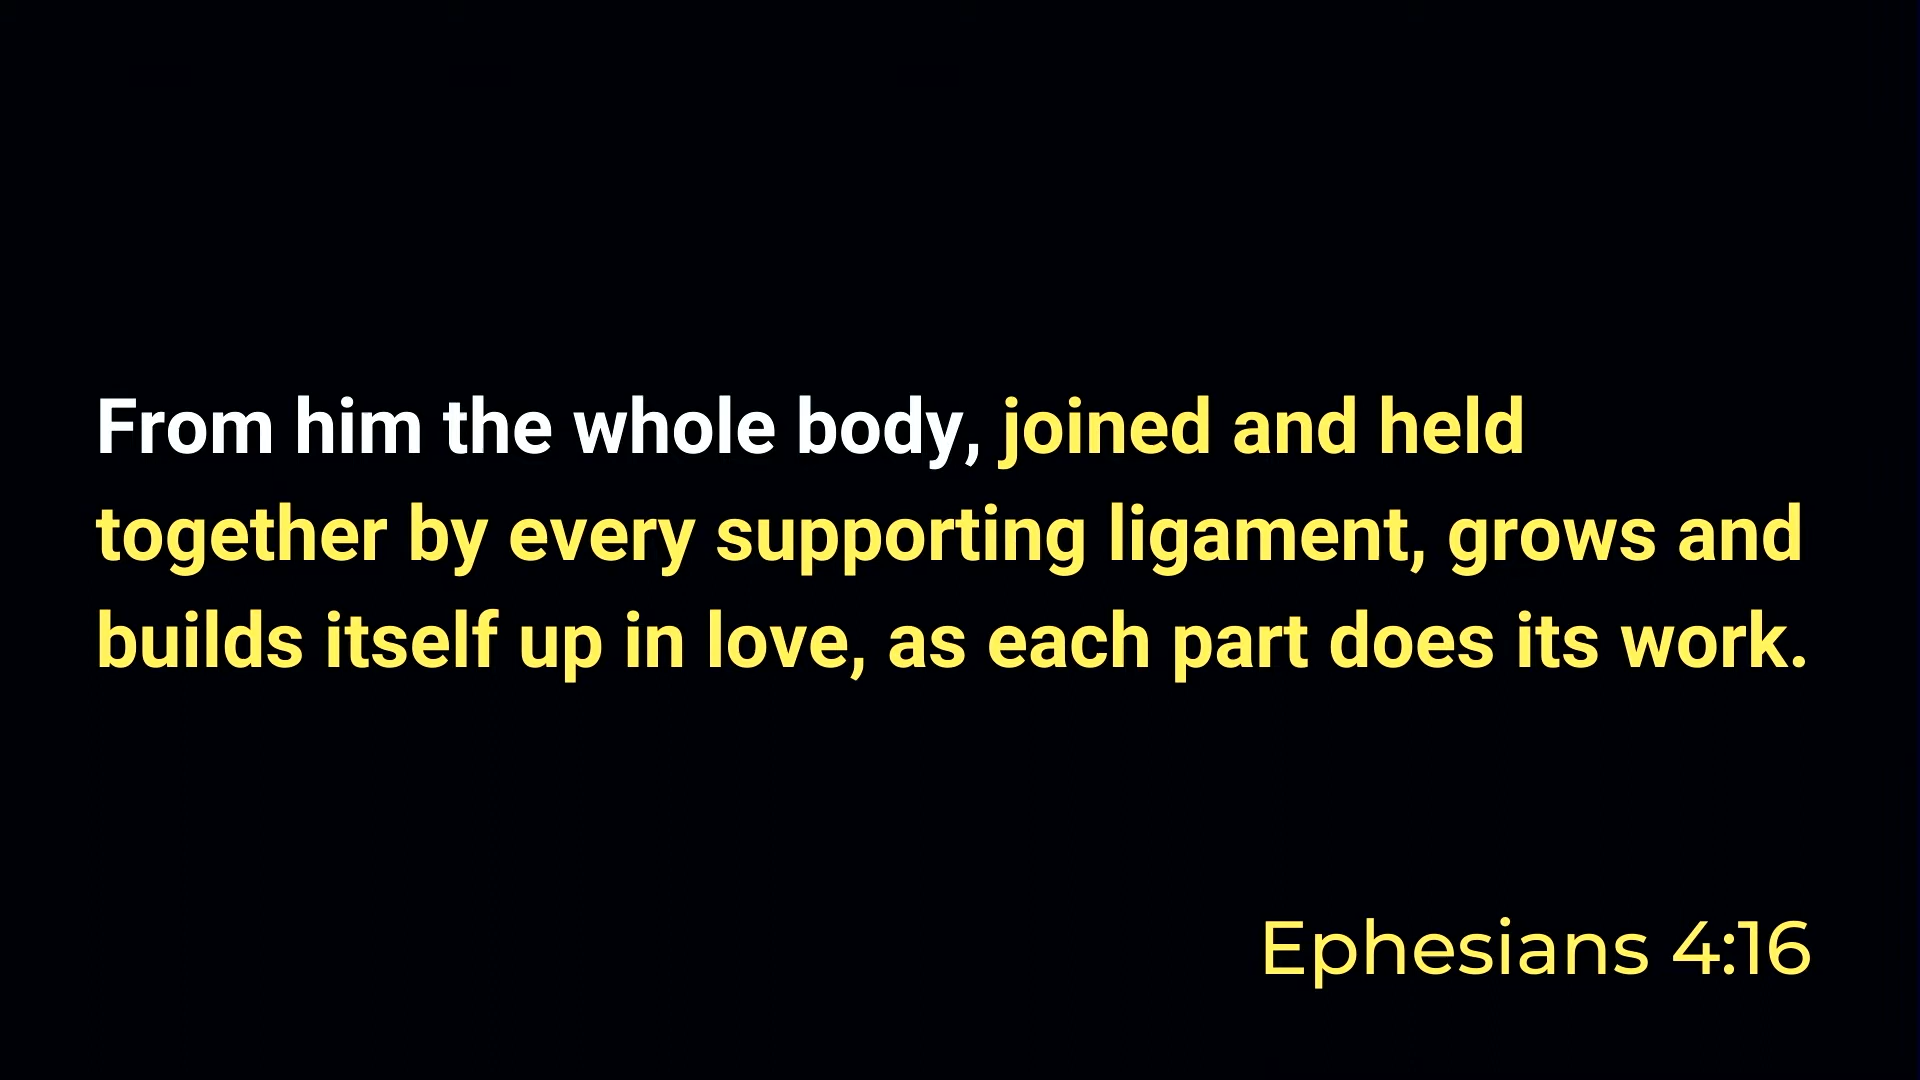 From him the whole body, joined and held
together by every supporting ligament, grows and
builds itself up in love, as each part does its work.
Ephesians 4:16